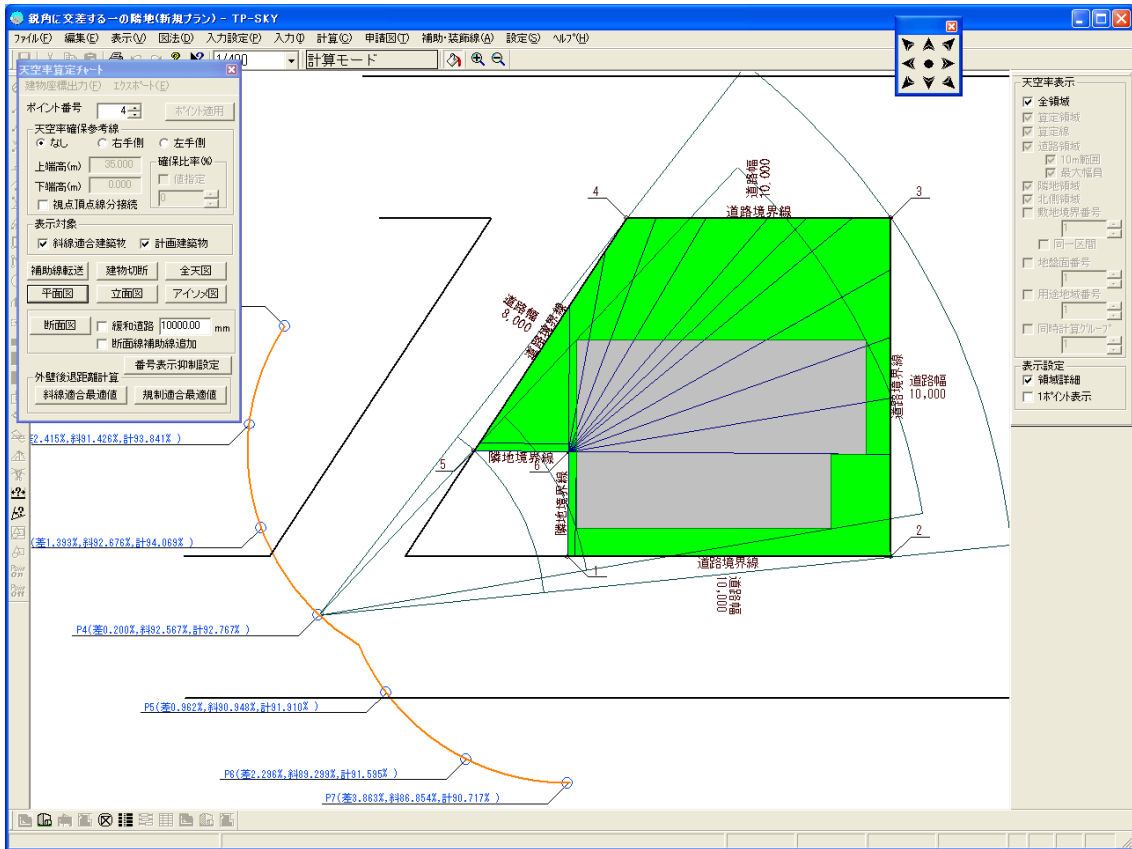 鋭角に交差する一の隣地(新規プラン) - TP-SKY
ファイル(F) 編集(E) 表示(V) 図法(D) 入力設定(P) 入力(I) 計算(C) 申請図(T) 補助・装飾線(A) 設定(S) ヘルプ(H)
1/400 計算モード
天空率算定チャート
建物座標出力(F) エクスポート(E)
ポイント番号 4 ポイント適用
天空率確保参考線
なし 右手側 左手側
上端高(m) 35.000 確保比率(%)
下端高(m) 0.000 値指定
0
視点頂点線分接続
表示対象
斜線適合建築物 計画建築物
補助線転送 建物切断 全天図
平面図 立面図 アイソメ図
断面図 緩和道路 10000.00 mm
断面線補助線追加
番号表示抑制設定
外壁後退距離計算
斜線適合最適値 規制適合最適値
天空率表示
全領域
算定領域
算定線
道路領域
10m範囲
最大幅員
隣地領域
北側領域
敷地境界番号
1
同一区間
地盤面番号
1
用途地域番号
1
同時計算グループ
1
表示設定
領域詳細
1ポイント表示
道路幅
10,000
4
3
道路境界線
道路幅
8,000
道路境界線
道路境界線
道路幅
10,000
5
隣地境界線
6
隣地境界線
2
1
道路境界線
道路幅
10,000
2.415%,斜91.426%,計93.841% )
(差1.393%,斜92.676%,計94.069% )
P4(差0.200%,斜92.567%,計92.767% )
P5(差0.962%,斜90.948%,計91.910% )
P6(差2.296%,斜89.299%,計91.595% )
P7(差3.863%,斜86.854%,計90.717% )